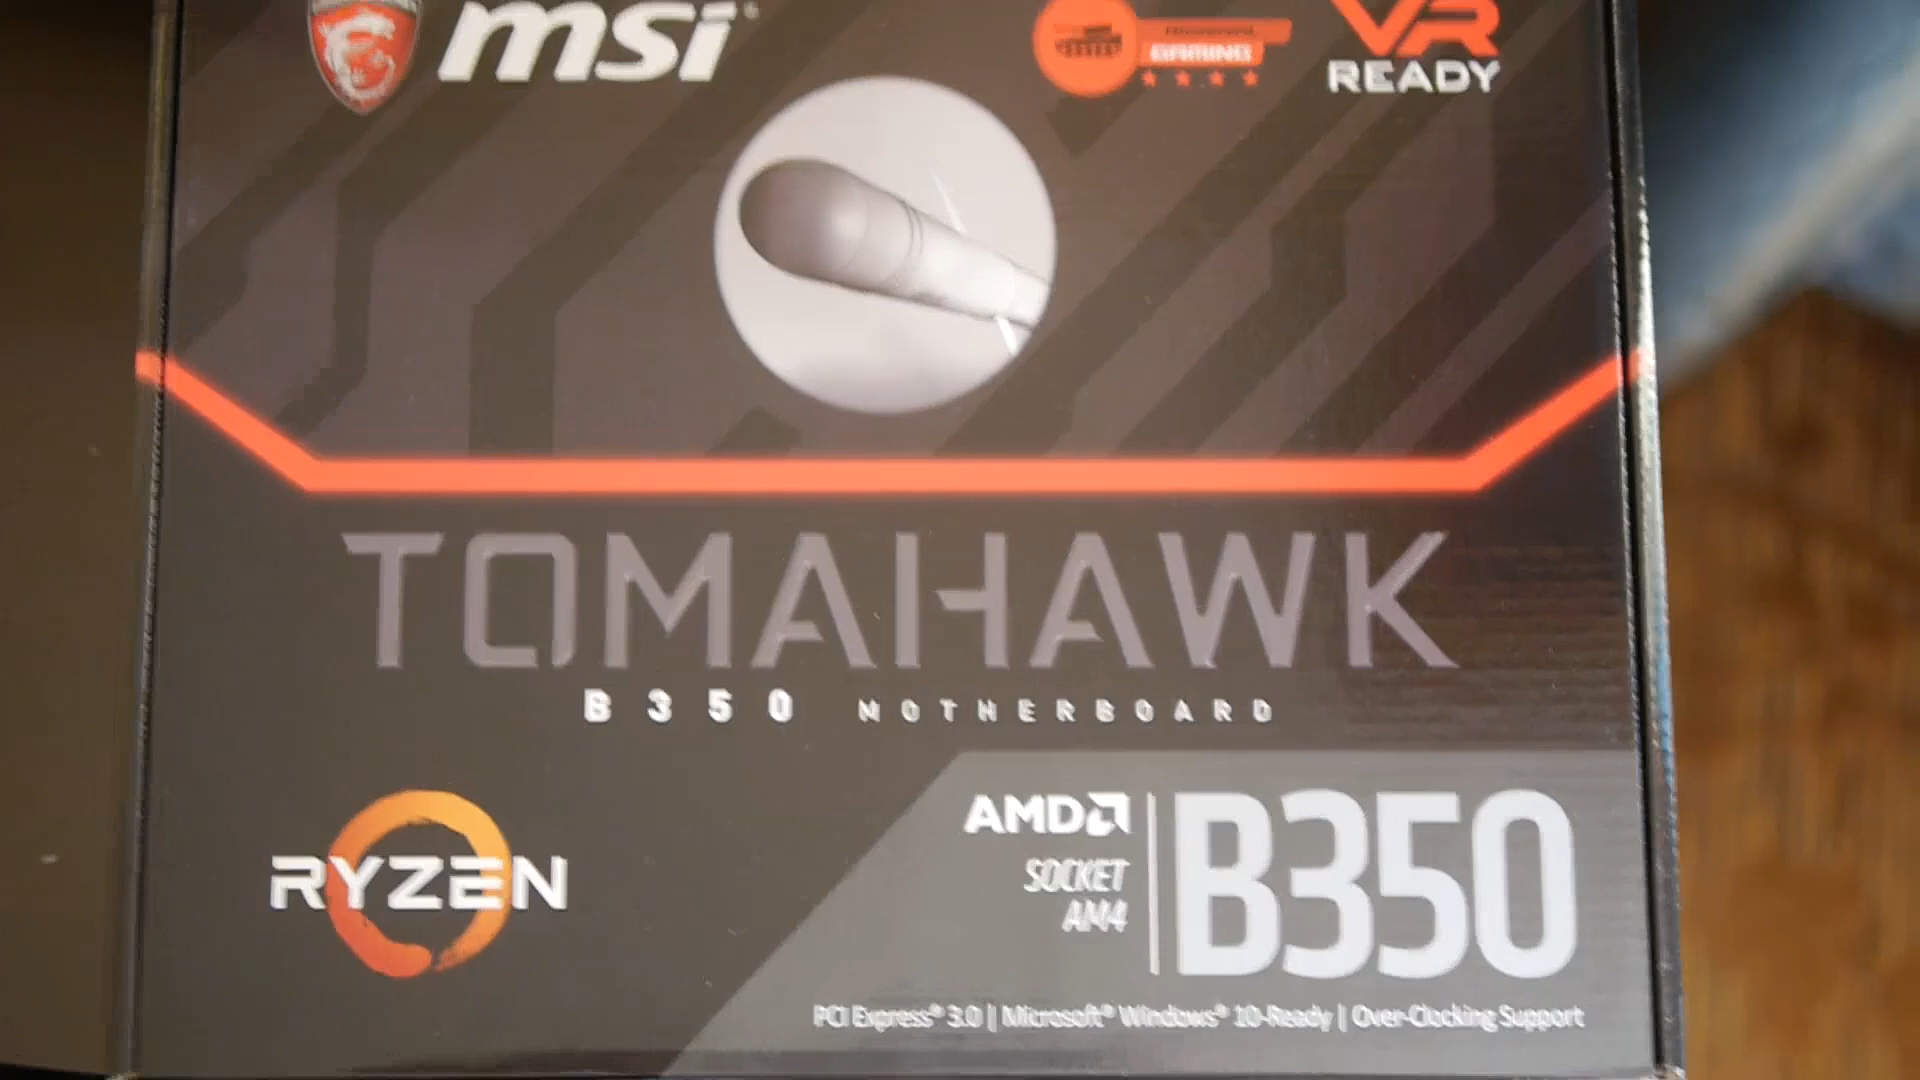 msi
GAMING
VR
READY
TOMAHAWK
B350 MOTHERBOARD
RYZEN
AMD
SOCKET
AM4
B350
PCI Express® 3.0 | Microsoft® Windows® 10-Ready | Over-Clocking Support